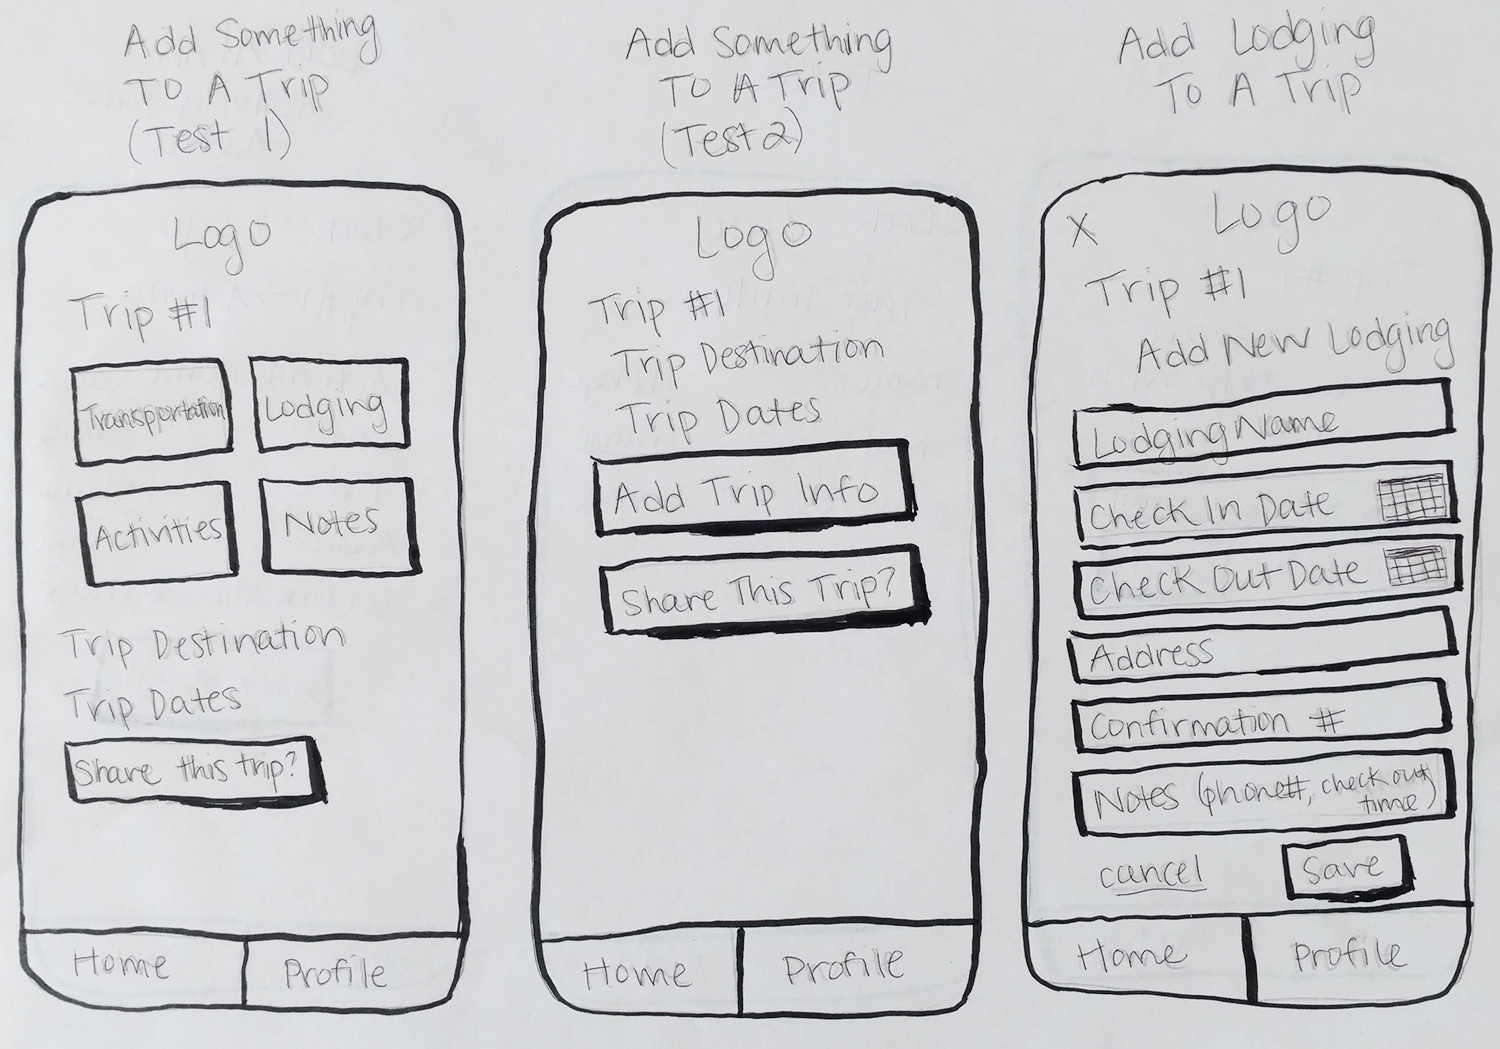 Add Something
To A Trip
(Test 1)
Logo
Trip #1
Transpportation
Lodging
Activities
Notes
Trip Destination
Trip Dates
Share this trip?
Home
Profile
Add Something
To A Trip
(Test 2)
Logo
Trip #1
Trip Destination
Trip Dates
Add Trip Info
Share This Trip?
Home
Profile
Add Lodging
To A Trip
X
Logo
Trip #1
Add New Lodging
Lodging Name
Check In Date
Check Out Date
Address
Confirmation #
Notes (phone#, check out
time)
cancel
Save
Home
Profile